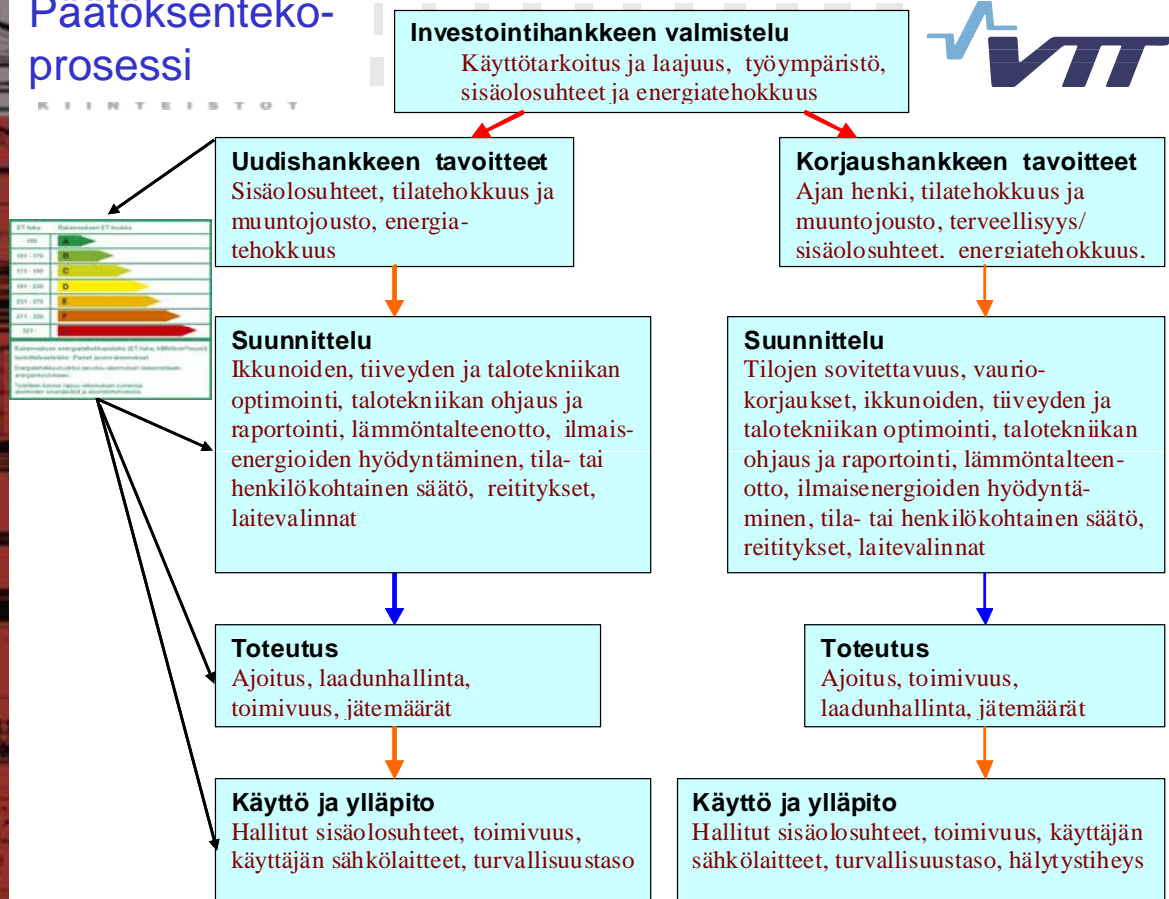 Päätöksenteko-
prosessi
KIINTEISTÖT
VTT
Investointihankkeen valmistelu
Käyttötarkoitus ja laajuus, työympäristö,
sisäolosuhteet ja energiatehokkuus
Uudishankkeen tavoitteet
Sisäolosuhteet, tilatehokkuus ja
muuntojousto, energia-
tehokkuus
Korjaushankkeen tavoitteet
Ajan henki, tilatehokkuus ja
muuntojousto, terveellisyys/
sisäolosuhteet, energiatehokkuus,
ET-luku
A
B
C
D
E
F
Suunnittelu
Ikkunoiden, tiiveyden ja talotekniikan
optimointi, talotekniikan ohjaus ja
raportointi, lämmöntalteenotto, ilmais-
energioiden hyödyntäminen, tila- tai
henkilökohtainen säätö, reititykset,
laitevalinnat
Suunnittelu
Tilojen sovitettavuus, vaurio-
korjaukset, ikkunoiden, tiiveyden ja
talotekniikan optimointi, talotekniikan
ohjaus ja raportointi, lämmöntalteen-
otto, ilmaisenergioiden hyödyntä-
minen, tila- tai henkilökohtainen säätö,
reititykset, laitevalinnat
Toteutus
Ajoitus, laadunhallinta,
toimivuus, jätemäärät
Toteutus
Ajoitus, toimivuus,
laadunhallinta, jätemäärät
Käyttö ja ylläpito
Hallitut sisäolosuhteet, toimivuus,
käyttäjän sähkölaitteet, turvallisuustaso
Käyttö ja ylläpito
Hallitut sisäolosuhteet, toimivuus, käyttäjän
sähkölaitteet, turvallisuustaso, hälytystiheys